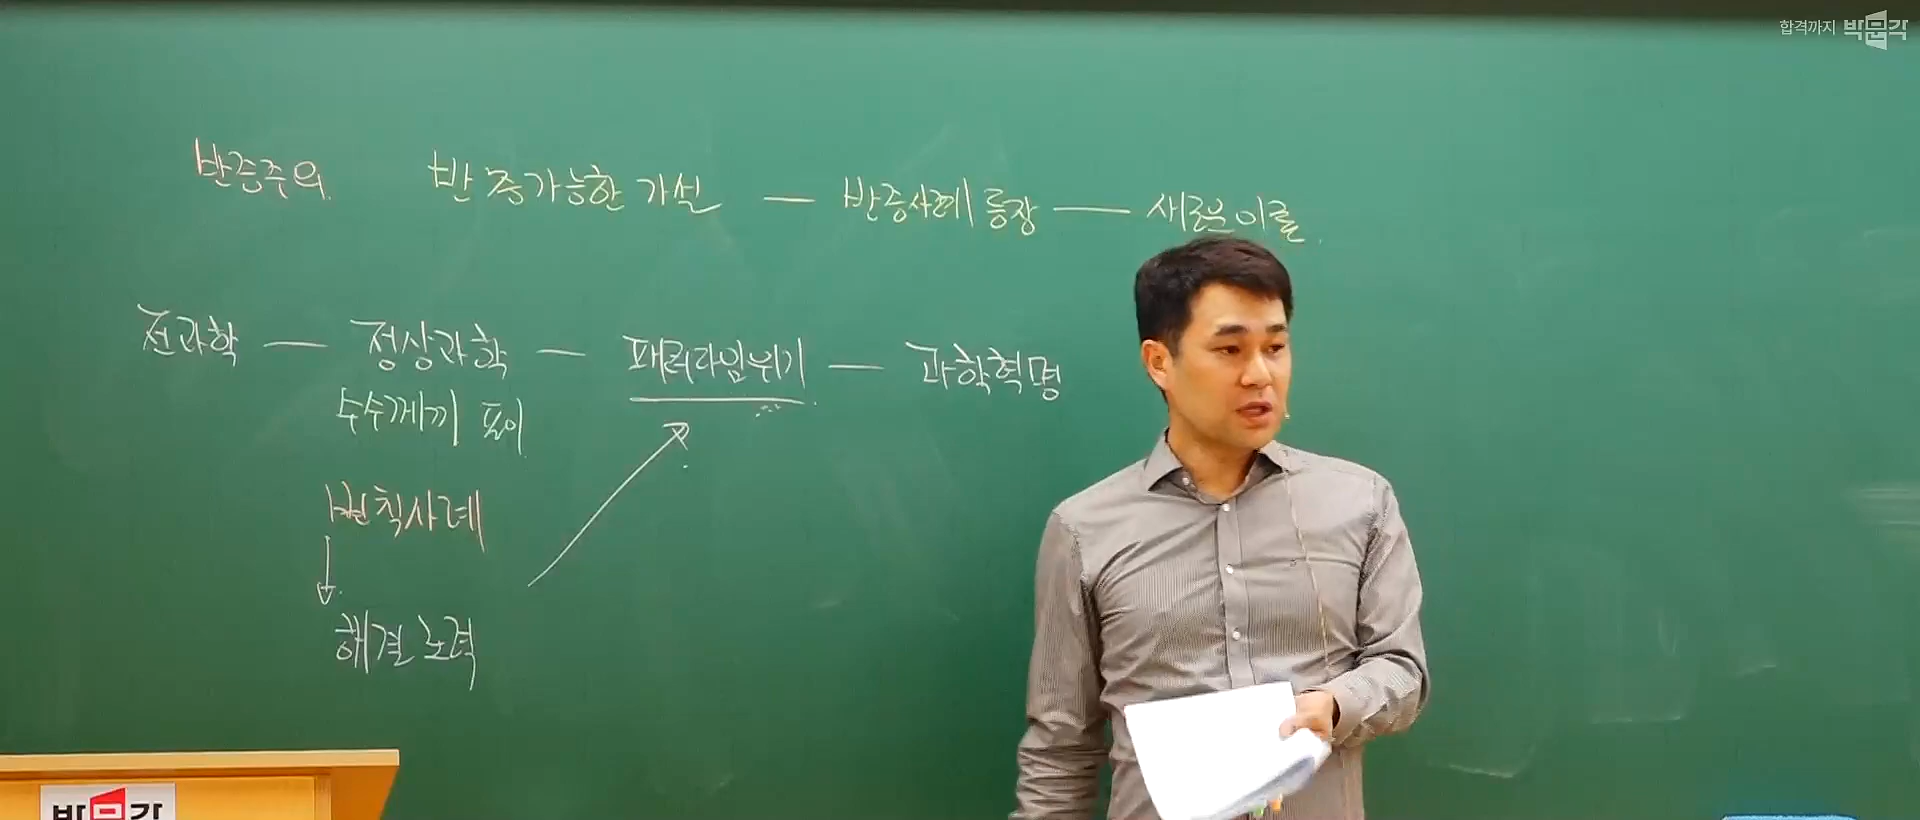 합격까지 박문각
반증주의 반증가능한 가설 — 반증사례 등장 — 새로운 이론.
전과학 — 정상과학 — 패러다임 위기 — 과학혁명
수수께끼 풀이
변칙사례
해결 노력
박문각